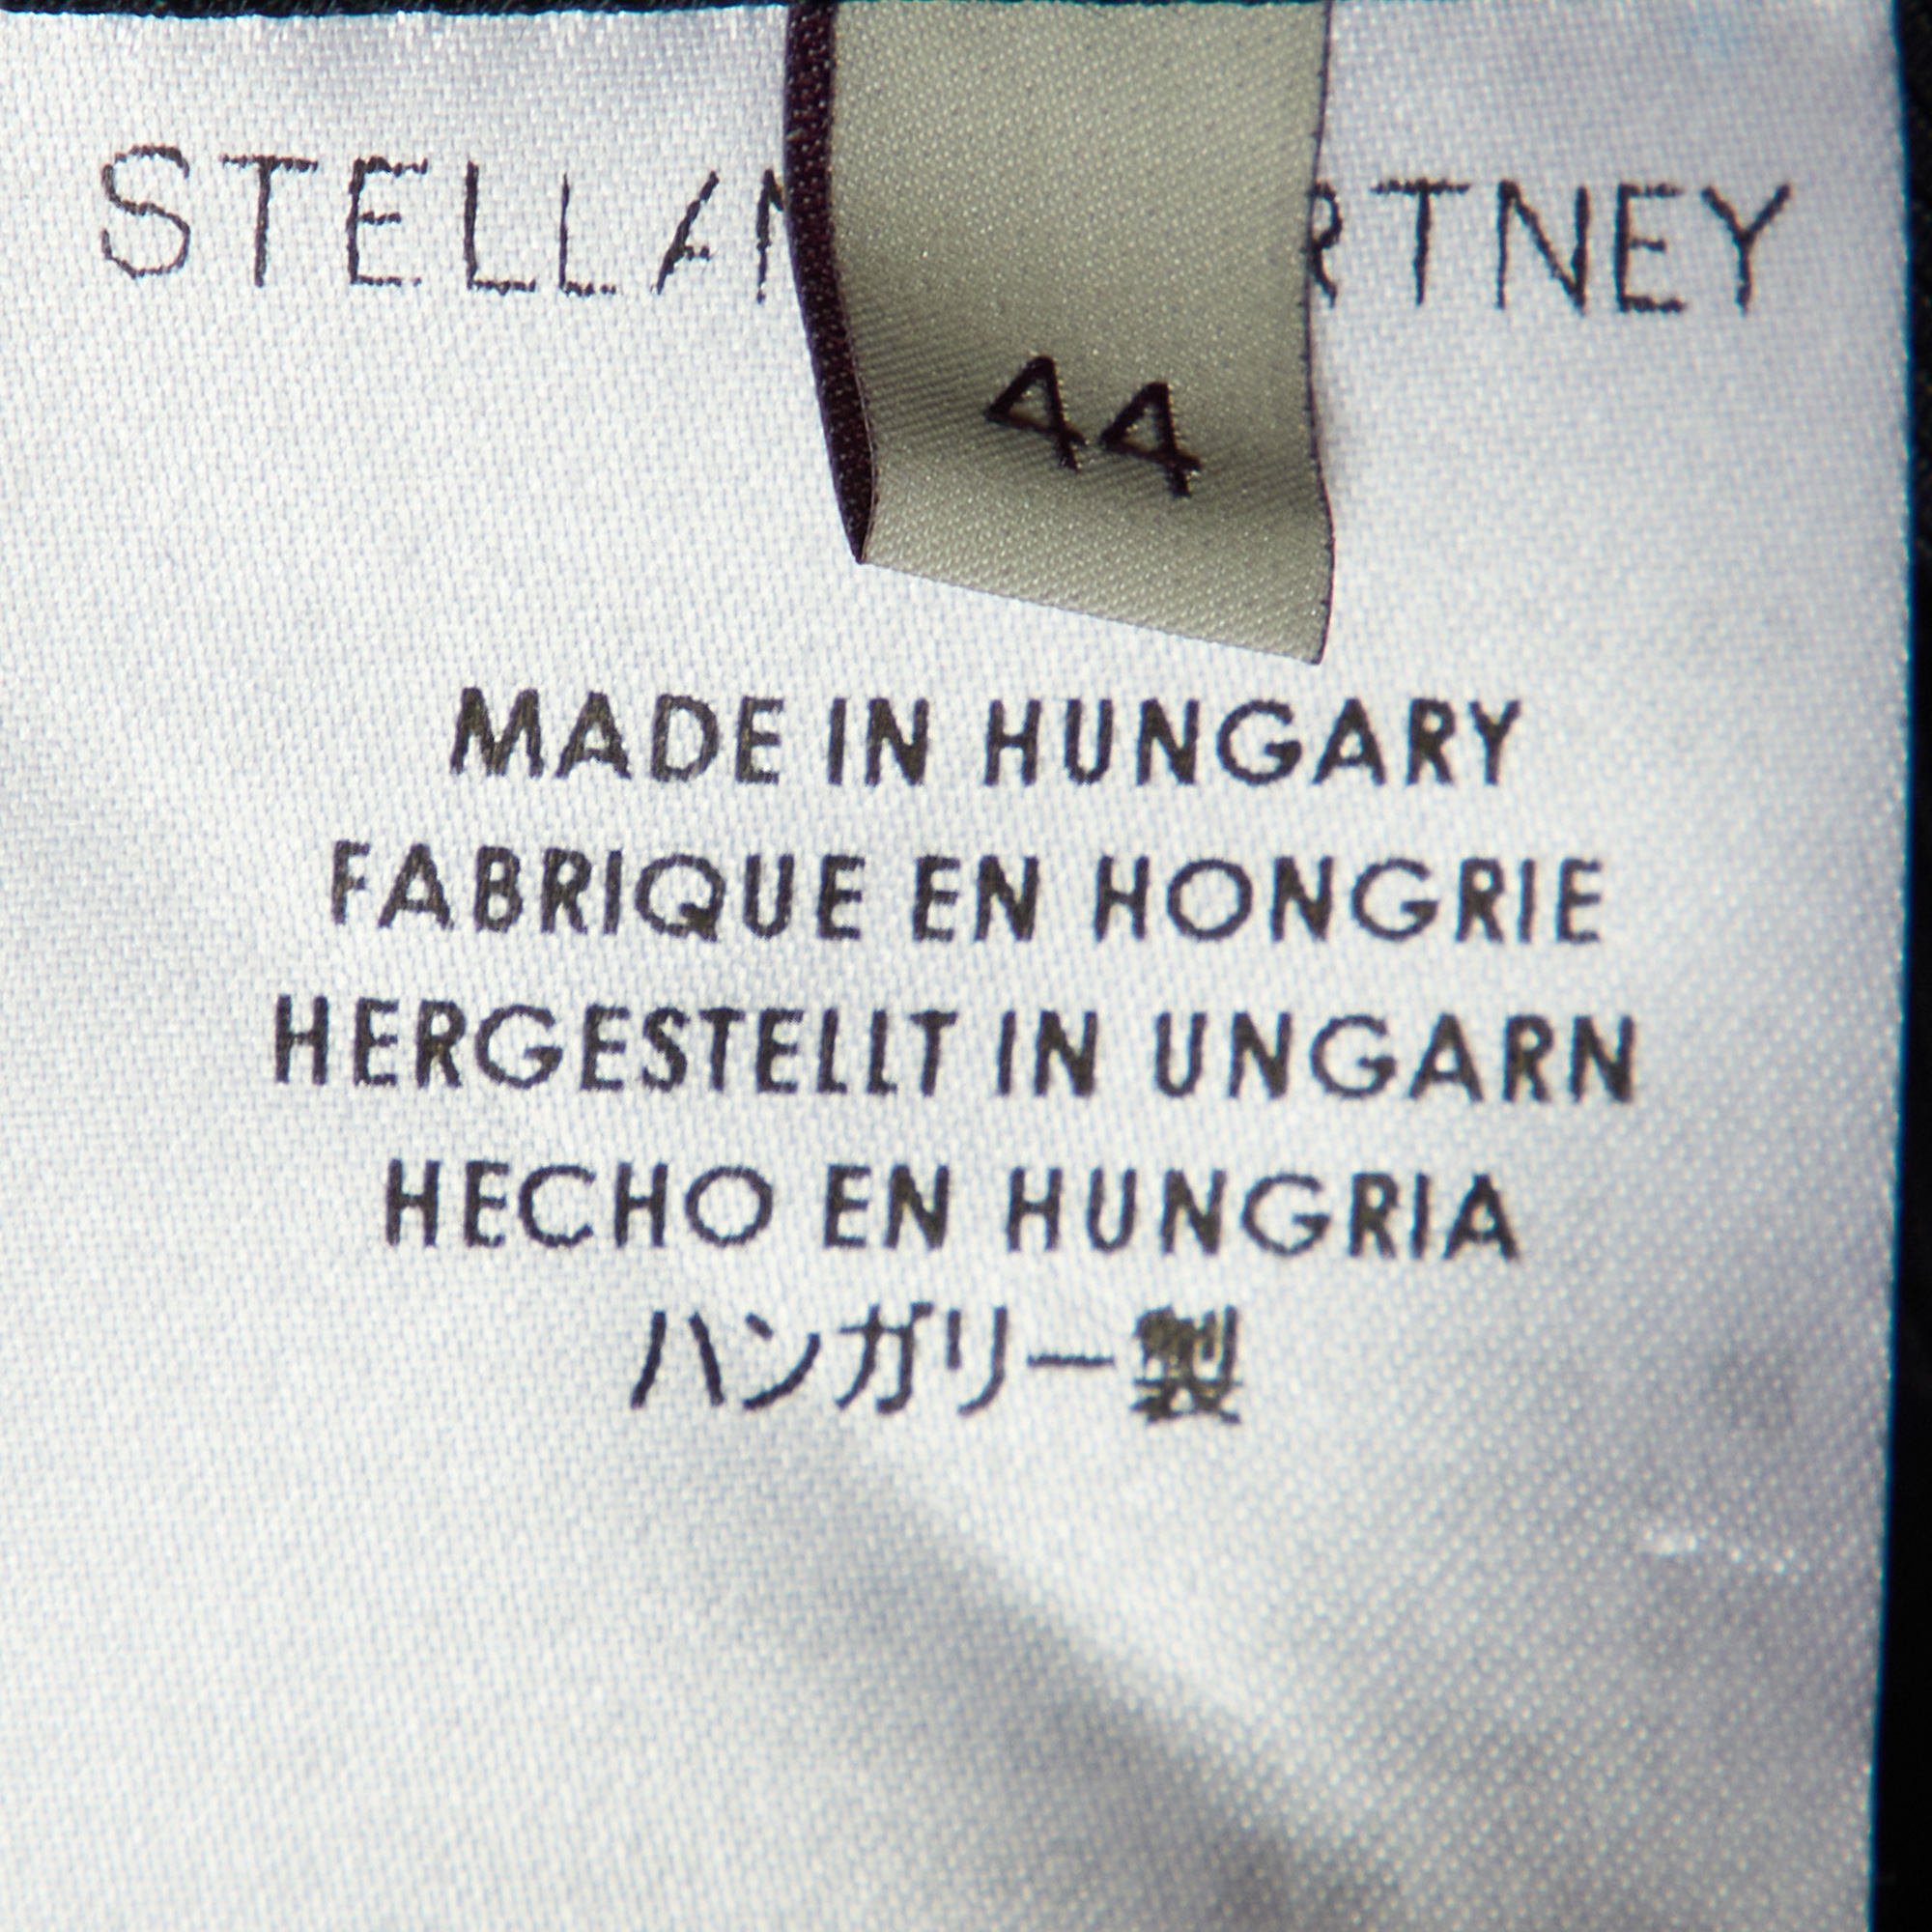 STELLA RTNEY
44
MADE IN HUNGARY
FABRIQUE EN HONGRIE
HERGESTELLT IN UNGARN
HECHO EN HUNGRIA
ハンガリー製